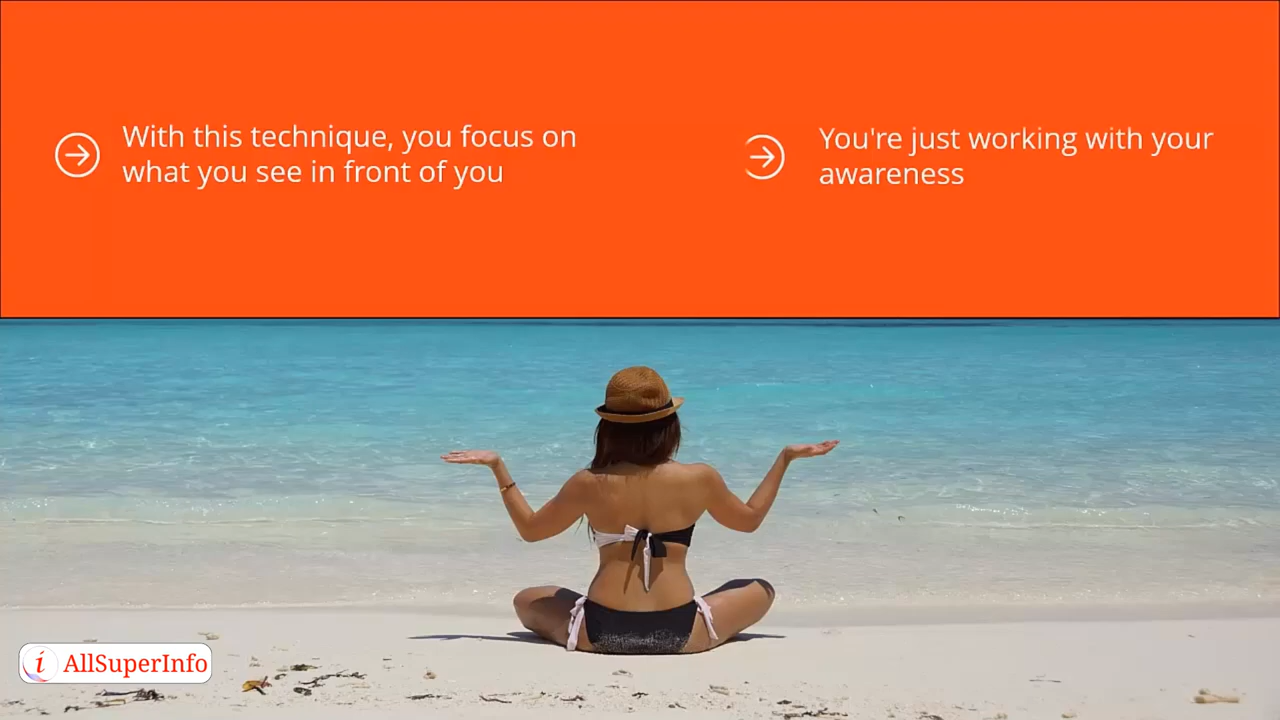 With this technique, you focus on
what you see in front of you
You're just working with your
awareness
i AllSuperInfo